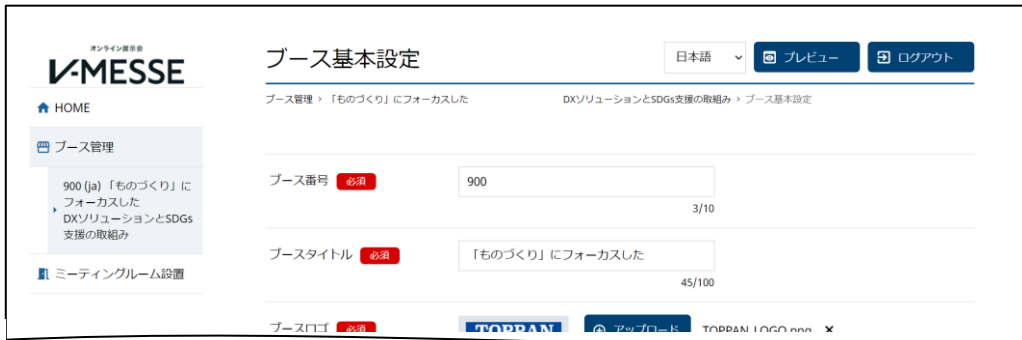 オンライン展示会
V-MESSE
HOME
ブース管理
900 (ja) 「ものづくり」に
フォーカスした
DXソリューションとSDGs
支援の取組み
ミーティングルーム設置
ブース基本設定
日本語
プレビュー
ログアウト
ブース管理 › 「ものづくり」にフォーカスした DXソリューションとSDGs支援の取組み › ブース基本設定
ブース番号 必須 900
3/10
ブースタイトル 必須 「ものづくり」にフォーカスした
45/100
ブースロゴ 必須 TOPPAN アップロード TOPPAN_LOGO.png ×